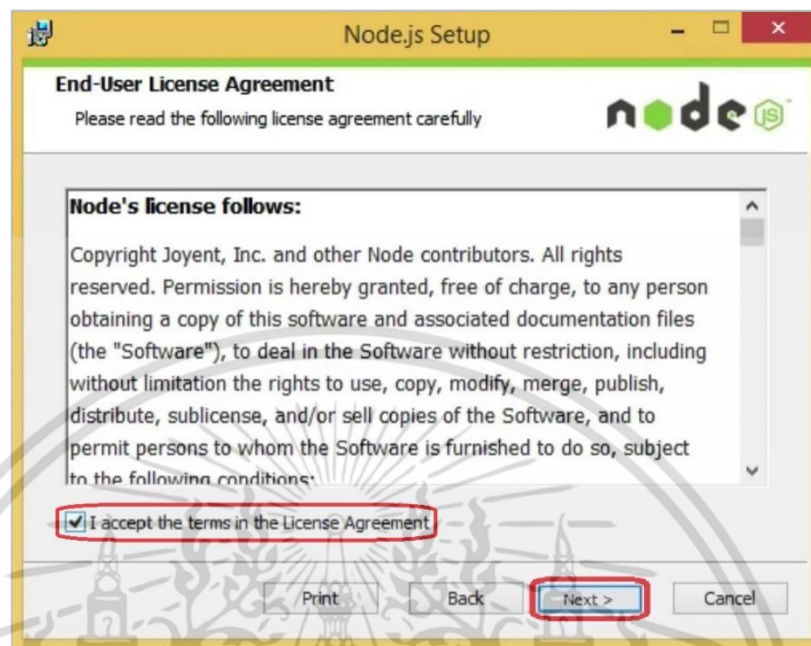 Node.js Setup
End-User License Agreement
Please read the following license agreement carefully
node JS
Node's license follows:
Copyright Joyent, Inc. and other Node contributors. All rights
reserved. Permission is hereby granted, free of charge, to any person
obtaining a copy of this software and associated documentation files
(the "Software"), to deal in the Software without restriction, including
without limitation the rights to use, copy, modify, merge, publish,
distribute, sublicense, and/or sell copies of the Software, and to
permit persons to whom the Software is furnished to do so, subject
to the following conditions:
I accept the terms in the License Agreement
Print Back Next > Cancel